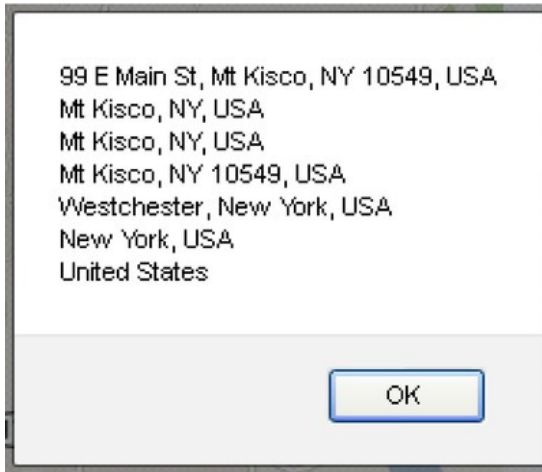 99 E Main St, Mt Kisco, NY 10549, USA
Mt Kisco, NY, USA
Mt Kisco, NY, USA
Mt Kisco, NY 10549, USA
Westchester, New York, USA
New York, USA
United States
OK